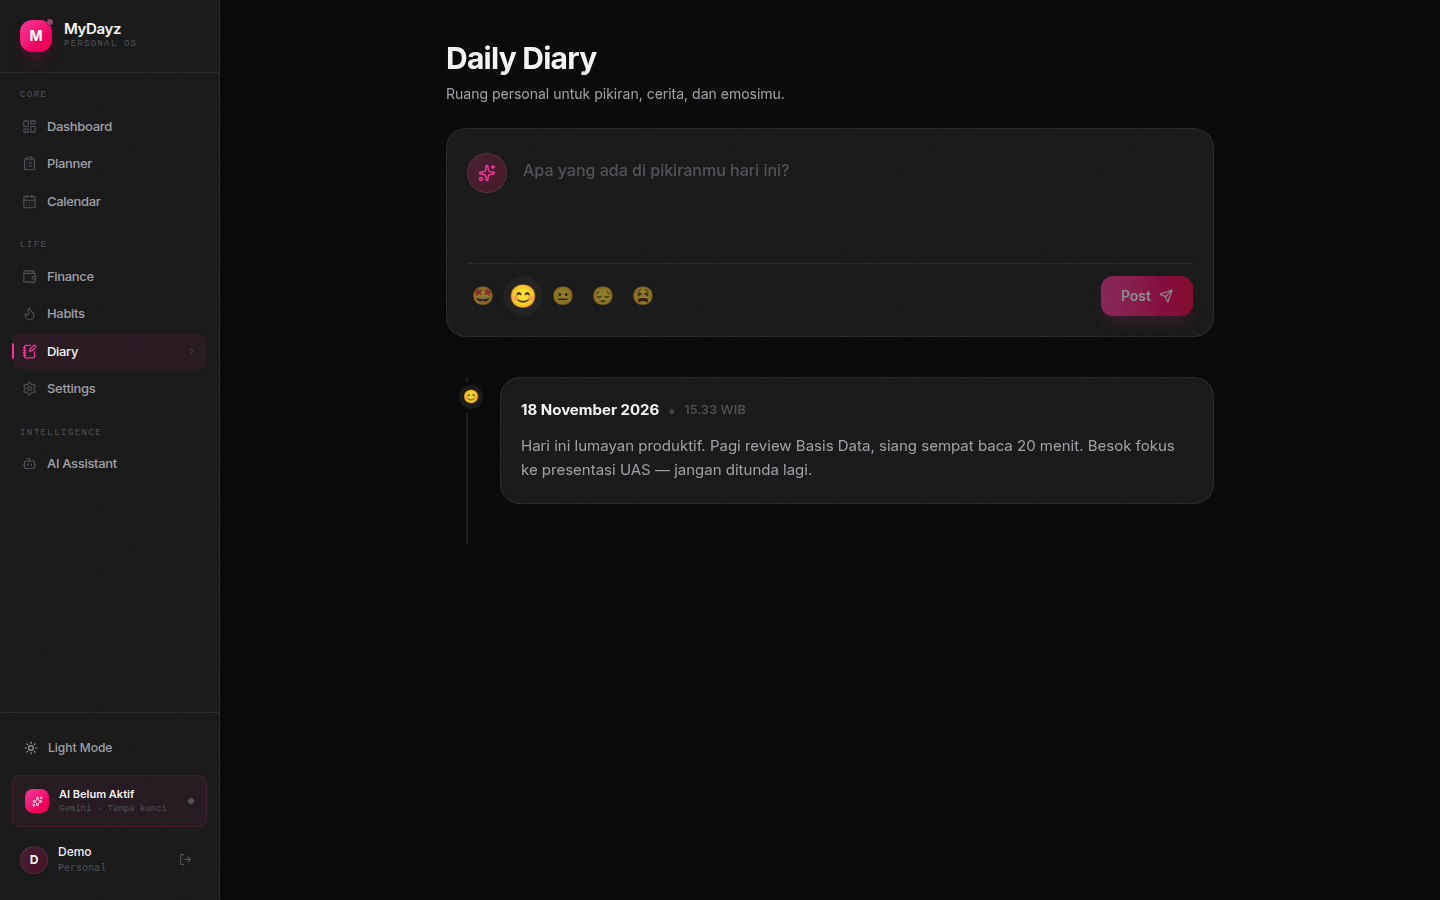 M
MyDayz
PERSONAL OS
CORE
Dashboard
Planner
Calendar
LIFE
Finance
Habits
Diary
Settings
INTELLIGENCE
AI Assistant
Light Mode
AI Belum Aktif
Gemini · Tanpa kunci
D
Demo
Personal
Daily Diary
Ruang personal untuk pikiran, cerita, dan emosimu.
Apa yang ada di pikiranmu hari ini?
🤩 😊 😐 😔 😫
Post
😊
18 November 2026 • 15.33 WIB
Hari ini lumayan produktif. Pagi review Basis Data, siang sempat baca 20 menit. Besok fokus
ke presentasi UAS — jangan ditunda lagi.